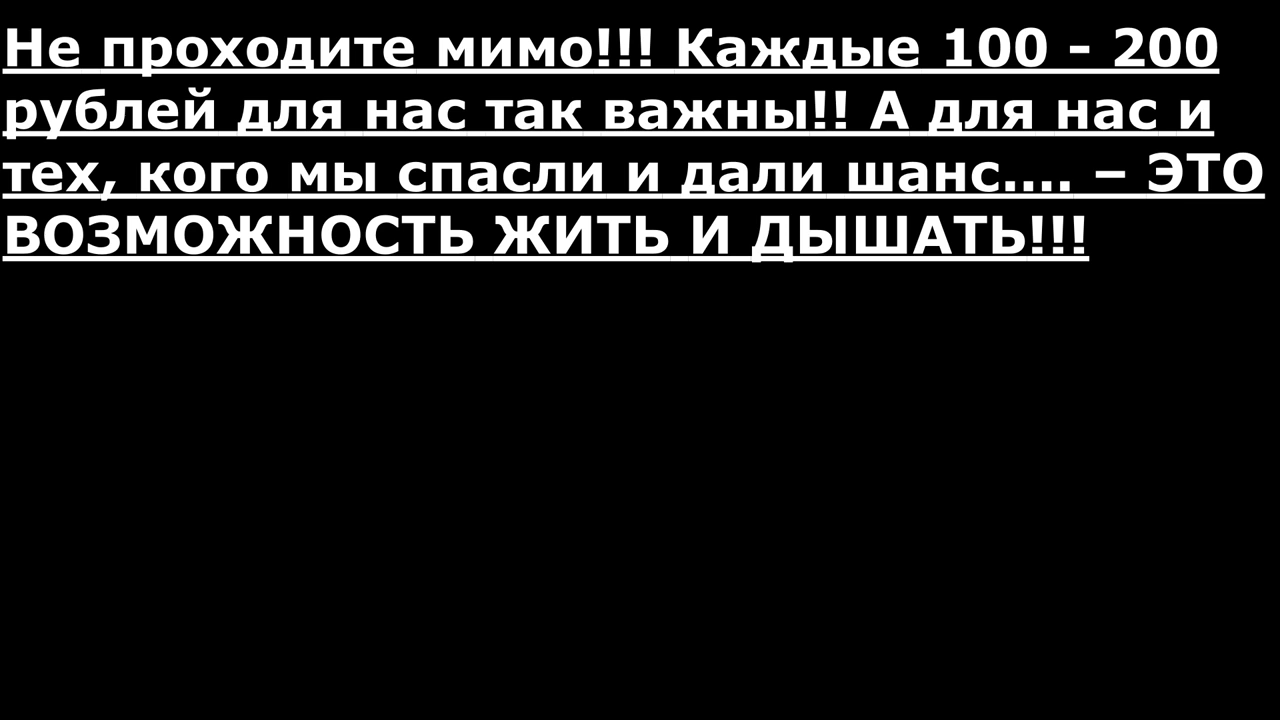 Не проходите мимо!!! Каждые 100 - 200
рублей для нас так важны!! А для нас и
тех, кого мы спасли и дали шанс.... – ЭТО
ВОЗМОЖНОСТЬ ЖИТЬ И ДЫШАТЬ!!!